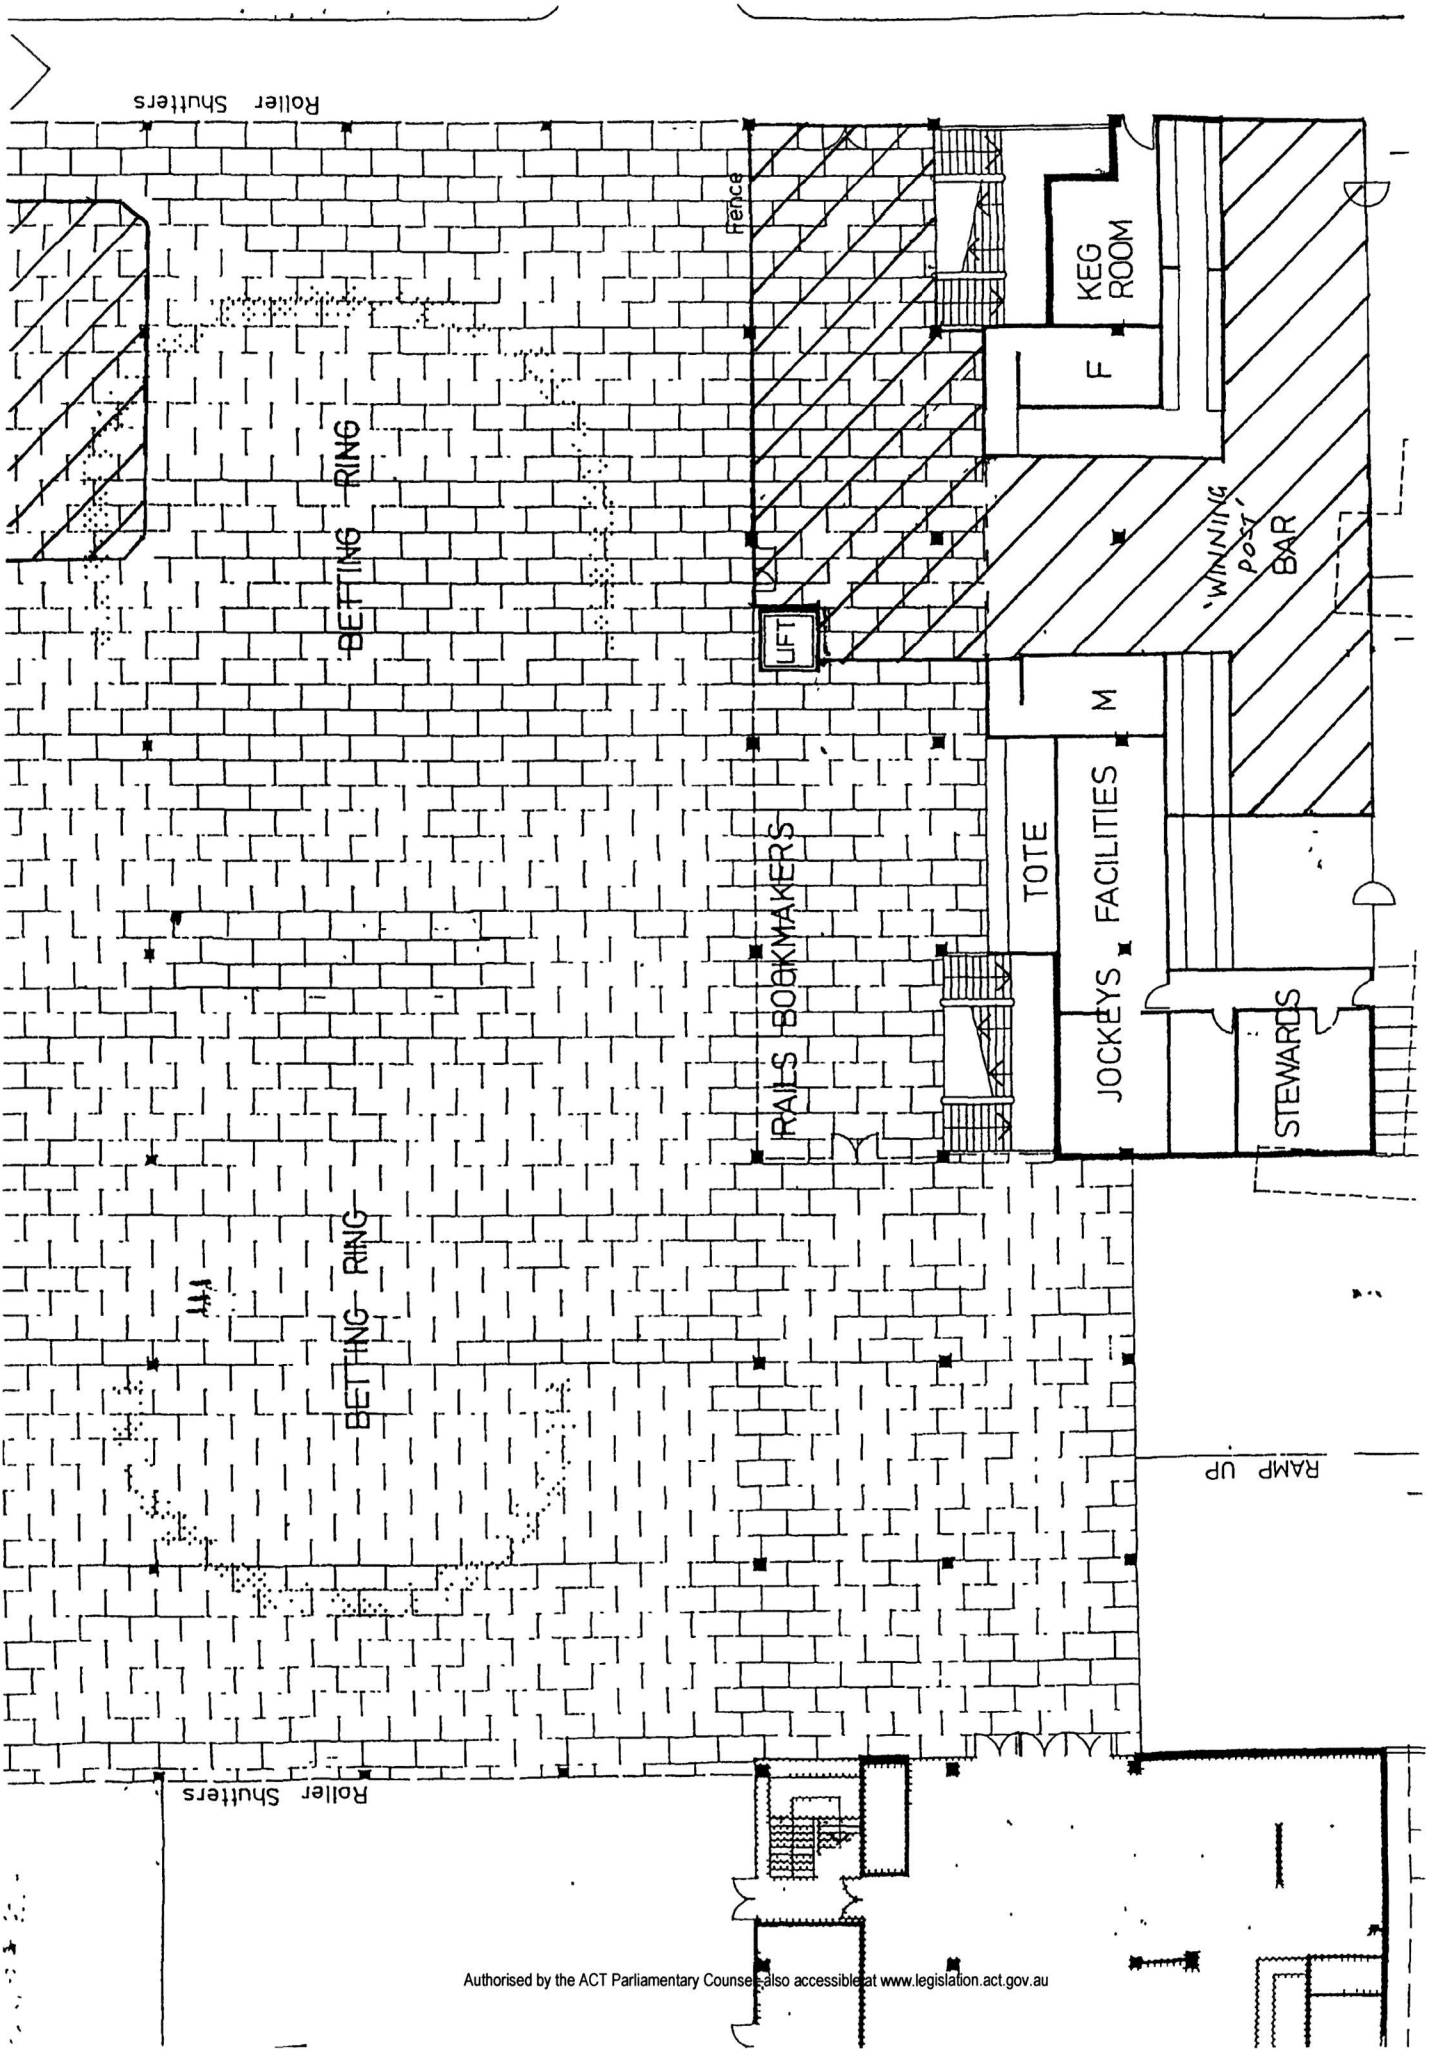 Roller Shutters
Fence
KEG
ROOM
F
BETTING RING
'WINNING
POST'
BAR
LIFT
M
TOTE
RAILS BOOKMAKERS
JOCKEYS FACILITIES
STEWARDS
BETTING RING
RAMP UP
Roller Shutters
Authorised by the ACT Parliamentary Counsel-also accessible at www.legislation.act.gov.au